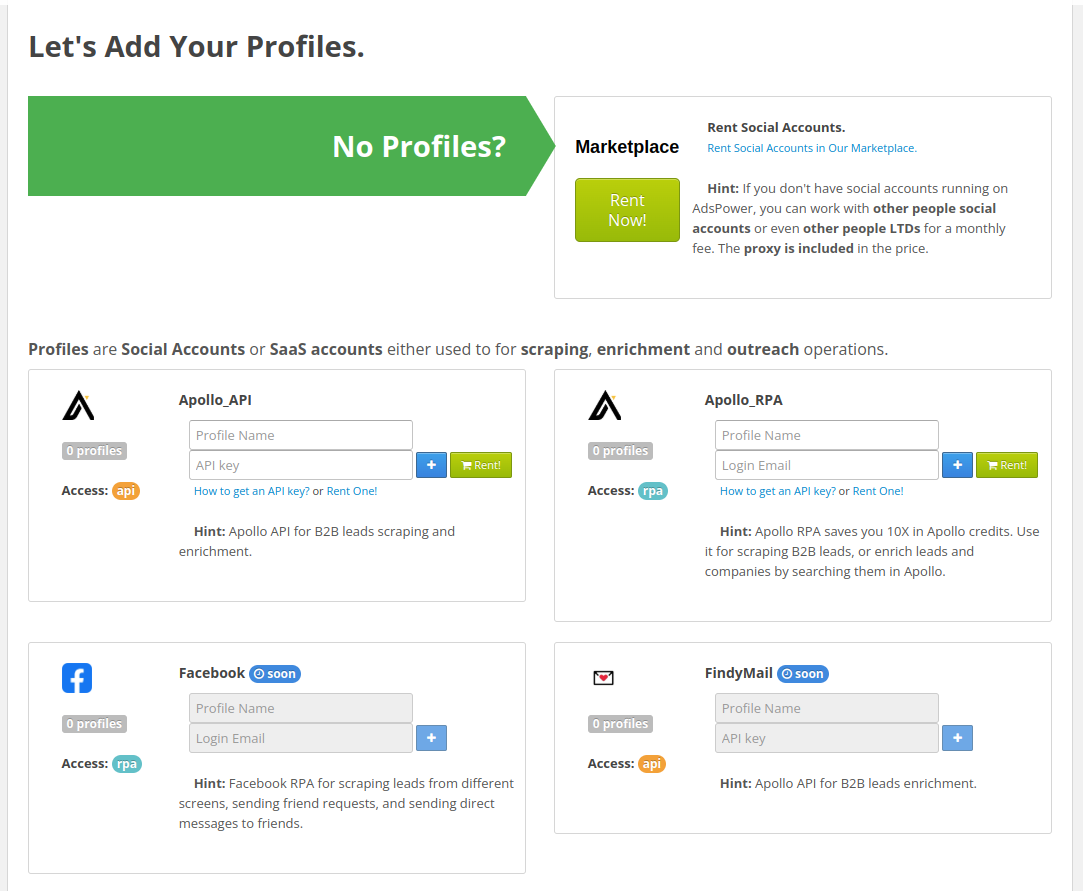 Let's Add Your Profiles.
No Profiles?
Marketplace
Rent
Now!
Rent Social Accounts.
Rent Social Accounts in Our Marketplace.
Hint: If you don't have social accounts running on
AdsPower, you can work with other people social
accounts or even other people LTDs for a monthly
fee. The proxy is included in the price.
Profiles are Social Accounts or SaaS accounts either used to for scraping, enrichment and outreach operations.
0 profiles
Access: api
Apollo_API
Profile Name
API key
+ Rent!
How to get an API key? or Rent One!
Hint: Apollo API for B2B leads scraping and
enrichment.
0 profiles
Access: rpa
Apollo_RPA
Profile Name
Login Email
+ Rent!
How to get an API key? or Rent One!
Hint: Apollo RPA saves you 10X in Apollo credits. Use
it for scraping B2B leads, or enrich leads and
companies by searching them in Apollo.
0 profiles
Access: rpa
Facebook soon
Profile Name
Login Email
+
Hint: Facebook RPA for scraping leads from different
screens, sending friend requests, and sending direct
messages to friends.
0 profiles
Access: api
FindyMail soon
Profile Name
API key
+
Hint: Apollo API for B2B leads enrichment.